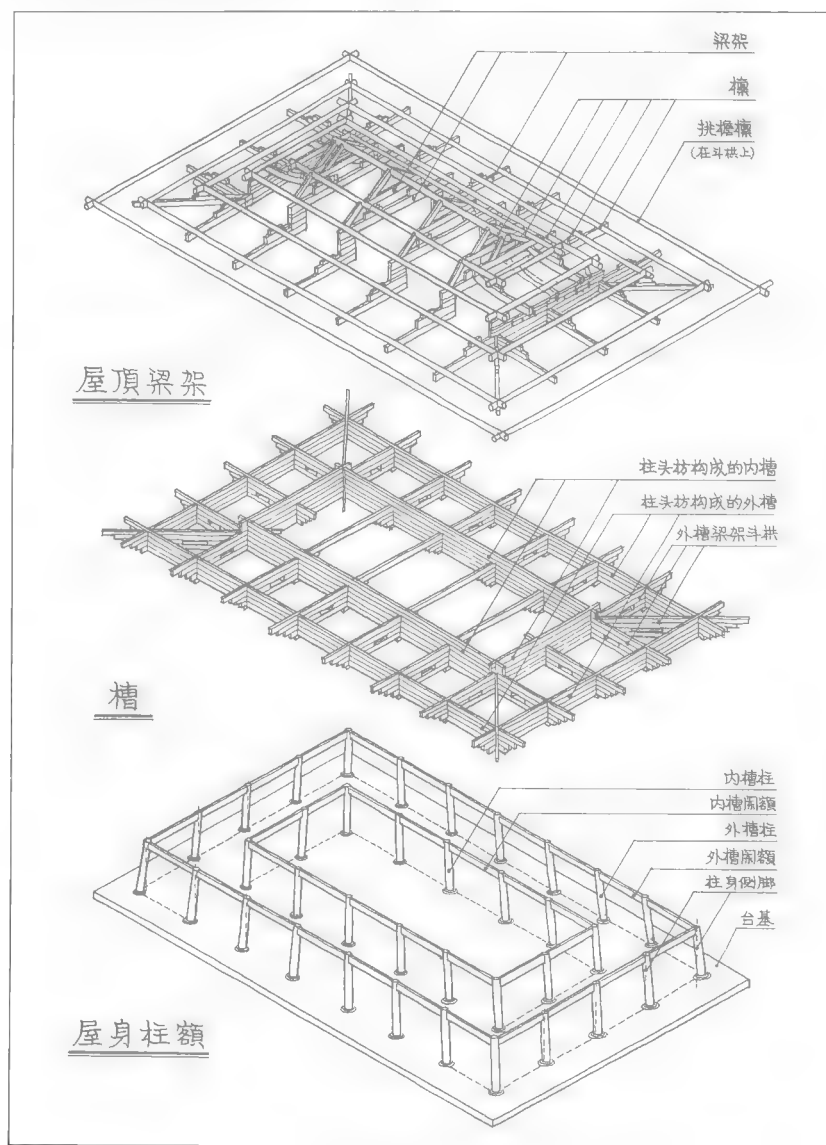 梁架
檩
挑檐檩
(在斗栱上)
屋頂梁架
柱头枋构成的内槽
柱头枋构成的外槽
外槽梁架斗栱
槽
内槽柱
内槽阑額
外槽柱
外槽阑額
柱身側脚
台基
屋身柱額